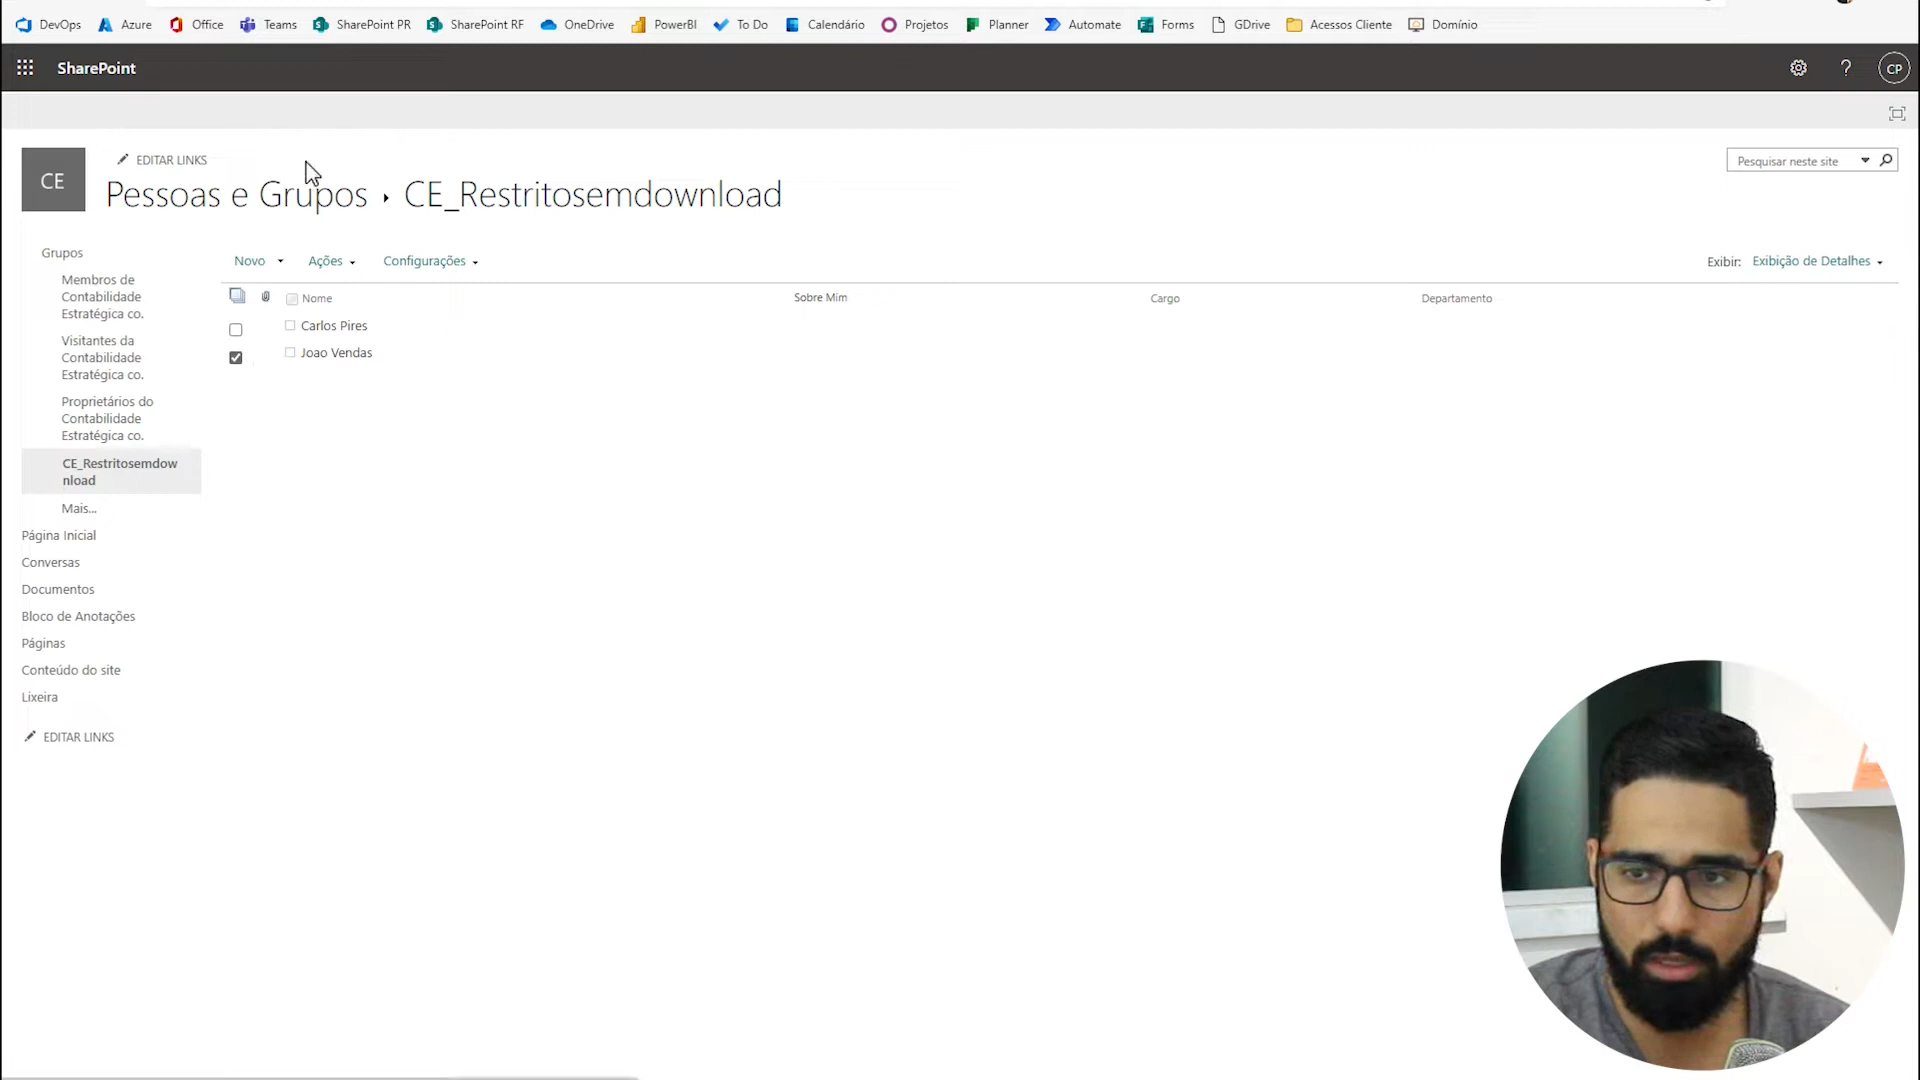 DevOps Azure Office Teams SharePoint PR SharePoint RF OneDrive PowerBI To Do Calendário Projetos Planner Automate Forms GDrive Acessos Cliente Domínio
SharePoint ? CP
CE
EDITAR LINKS
Pesquisar neste site
Pessoas e Grupos ▸ CE_Restritosemdownload
Grupos
Membros de
Contabilidade
Estratégica co.
Visitantes da
Contabilidade
Estratégica co.
Proprietários do
Contabilidade
Estratégica co.
CE_Restritosemdow
nload
Mais...
Página Inicial
Conversas
Documentos
Bloco de Anotações
Páginas
Conteúdo do site
Lixeira
EDITAR LINKS
Novo Ações Configurações Exibir: Exibição de Detalhes
Nome Sobre Mim Cargo Departamento
Carlos Pires
Joao Vendas